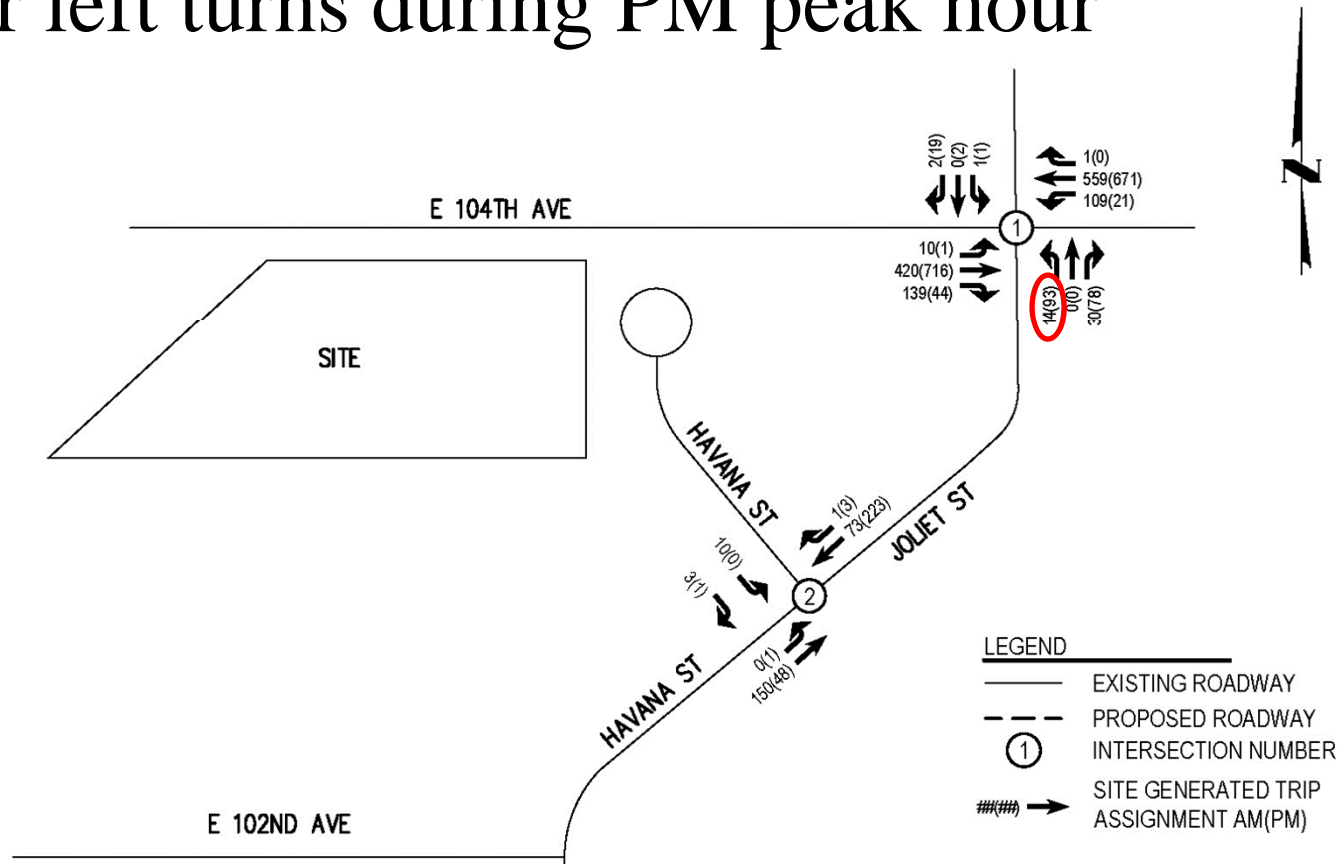 r left turns during PM peak hour
N
2(19)
0(2)
1(1)
1(0)
559(671)
109(21)
E 104TH AVE
1
10(1)
420(716)
139(44)
14(93)
0(0)
30(78)
SITE
HAVANA ST
1(3)
73(223)
JOLIET ST
10(0)
3(1)
2
0(1)
150(48)
HAVANA ST
E 102ND AVE
LEGEND
EXISTING ROADWAY
PROPOSED ROADWAY
1 INTERSECTION NUMBER
##(##) SITE GENERATED TRIP
ASSIGNMENT AM(PM)